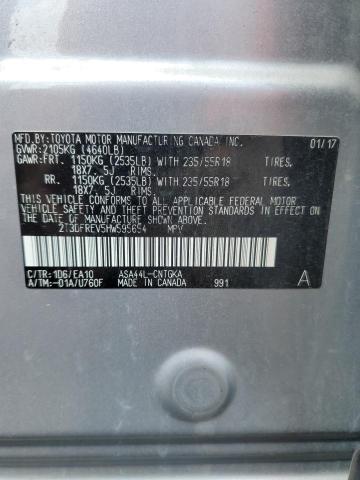 MFD.BY:TOYOTA MOTOR MANUFACTURING CANADA INC. 01/17
GVWR:2105KG (4640LB)
GAWR:FRT. 1150KG (2535LB) WITH 235/55R18 TIRES.
18X7. 5J RIMS.
RR. 1150KG (2535LB) WITH 235/55R18 TIRES.
18X7. 5J RIMS.
THIS VEHICLE CONFORMS TO ALL APPLICABLE FEDERAL MOTOR
VEHICLE SAFETY STANDARDS IN EFFECT ON THE DATE OF
MANUFACTURE SHOWN ABOVE.
2T3DFREV5HW595654 MPV
C/TR:1D6/EA10 ASA44L-CNTGKA A
A/TM:-01A/U760F MADE IN CANADA 991